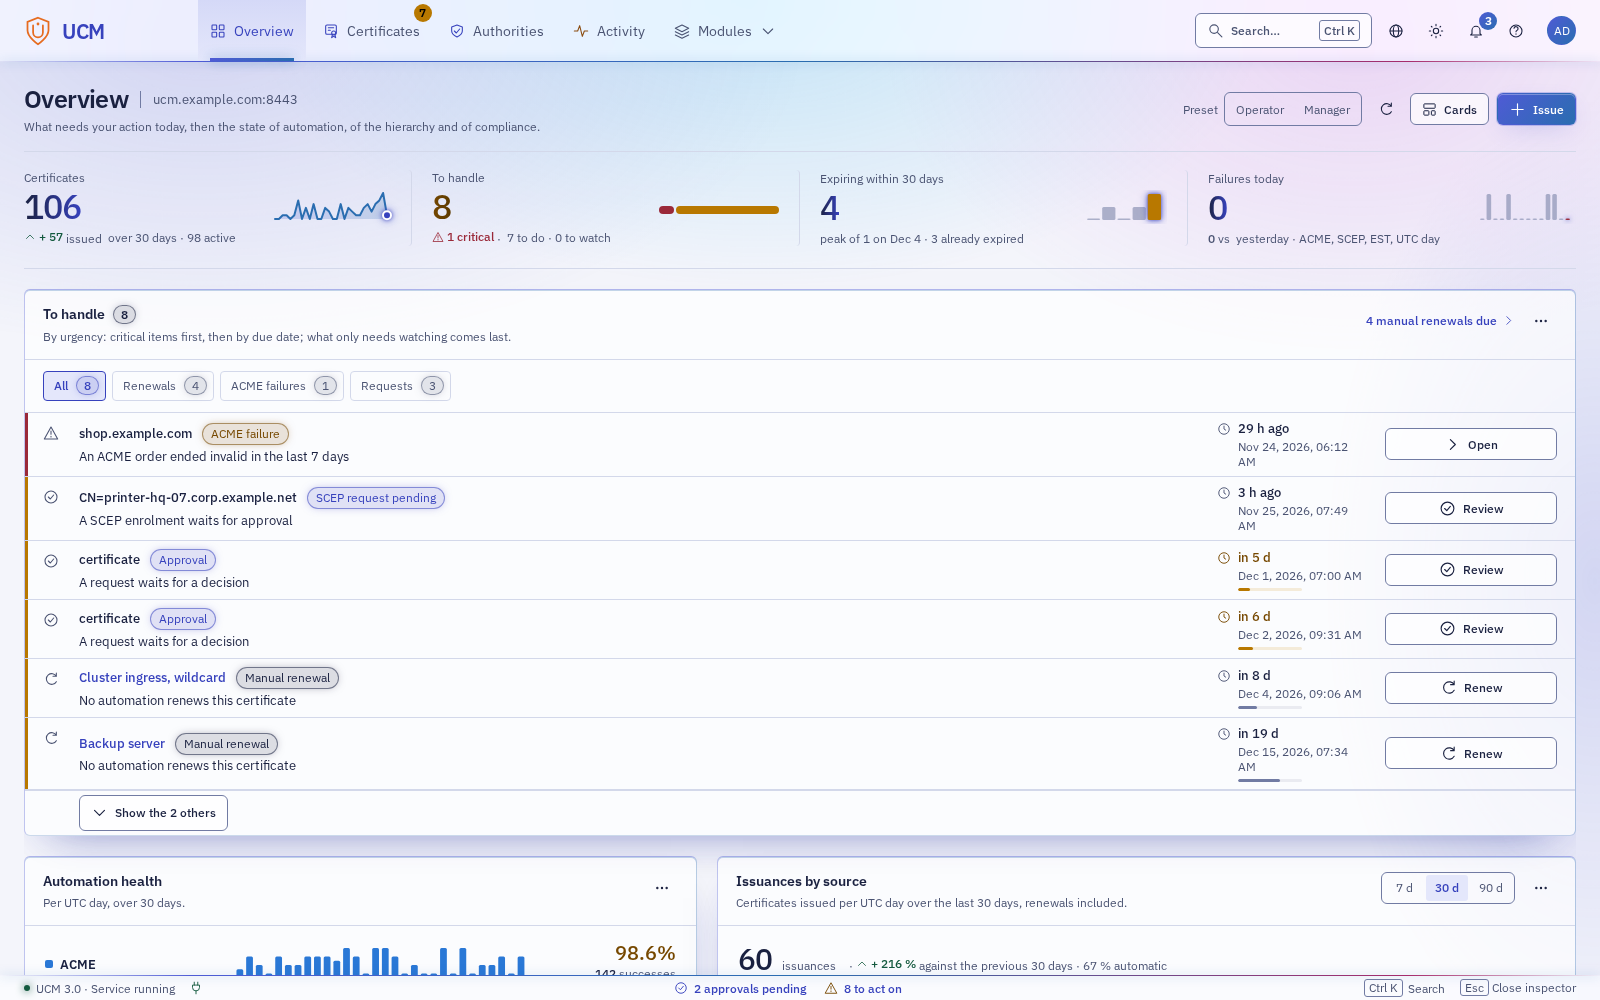 UCM
Overview
Certificates
7
Authorities
Activity
Modules
Search...
Ctrl K
3
AD
Overview
ucm.example.com:8443
What needs your action today, then the state of automation, of the hierarchy and of compliance.
Preset
Operator
Manager
Cards
Issue
Certificates
106
+ 57 issued over 30 days · 98 active
To handle
8
1 critical · 7 to do · 0 to watch
Expiring within 30 days
4
peak of 1 on Dec 4 · 3 already expired
Failures today
0
0 vs yesterday · ACME, SCEP, EST, UTC day
To handle 8
By urgency: critical items first, then by due date; what only needs watching comes last.
4 manual renewals due
All 8
Renewals 4
ACME failures 1
Requests 3
shop.example.com ACME failure
An ACME order ended invalid in the last 7 days
29 h ago
Nov 24, 2026, 06:12
AM
Open
CN=printer-hq-07.corp.example.net SCEP request pending
A SCEP enrolment waits for approval
3 h ago
Nov 25, 2026, 07:49
AM
Review
certificate Approval
A request waits for a decision
in 5 d
Dec 1, 2026, 07:00 AM
Review
certificate Approval
A request waits for a decision
in 6 d
Dec 2, 2026, 09:31 AM
Review
Cluster ingress, wildcard Manual renewal
No automation renews this certificate
in 8 d
Dec 4, 2026, 09:06 AM
Renew
Backup server Manual renewal
No automation renews this certificate
in 19 d
Dec 15, 2026, 07:34
AM
Renew
Show the 2 others
Automation health
Per UTC day, over 30 days.
ACME
98.6%
142 successes
Issuances by source
Certificates issued per UTC day over the last 30 days, renewals included.
7 d
30 d
90 d
60 issuances · + 216 % against the previous 30 days · 67 % automatic
UCM 3.0 · Service running
2 approvals pending
8 to act on
Ctrl K Search
Esc Close inspector